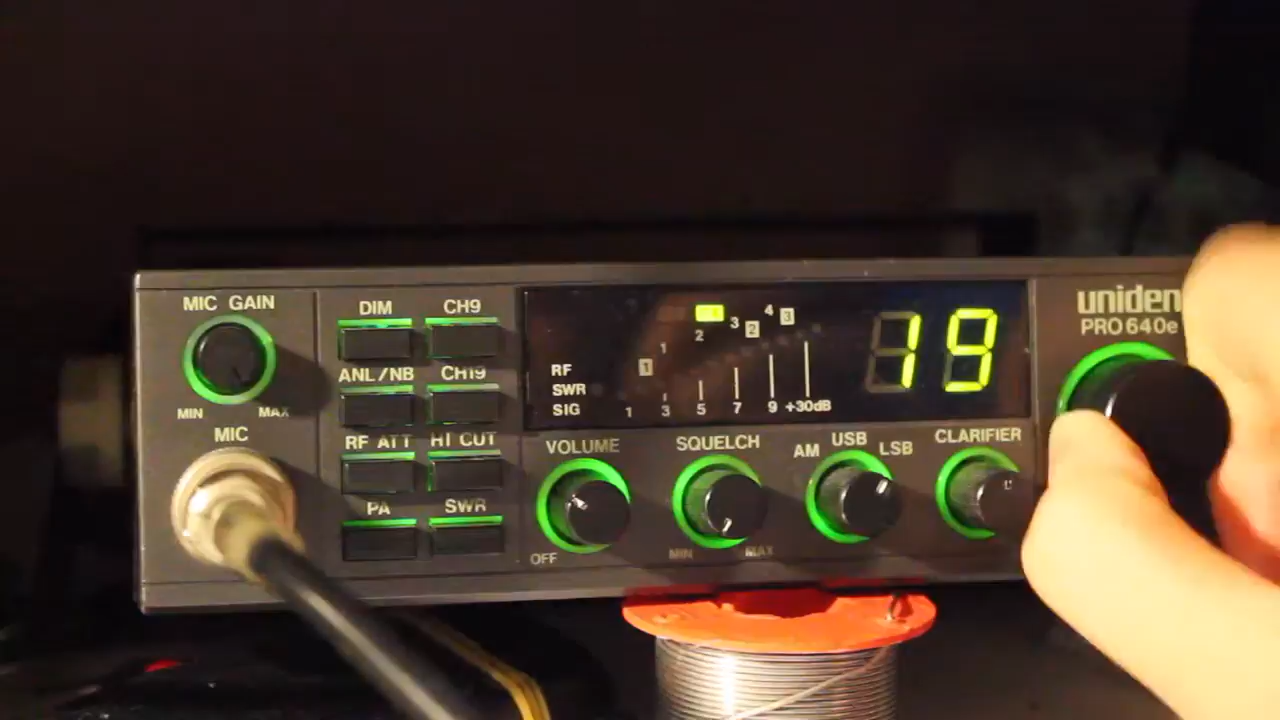 MIC GAIN
MIN MAX
MIC
DIM CH9
ANL/NB CH19
RF ATT HI CUT
PA SWR
1 1 2 3 2 4 3
RF
SWR
SIG 1 3 5 7 9 +30dB
19
VOLUME
OFF
SQUELCH
MIN MAX
AM USB LSB
CLARIFIER
uniden
PRO 640e